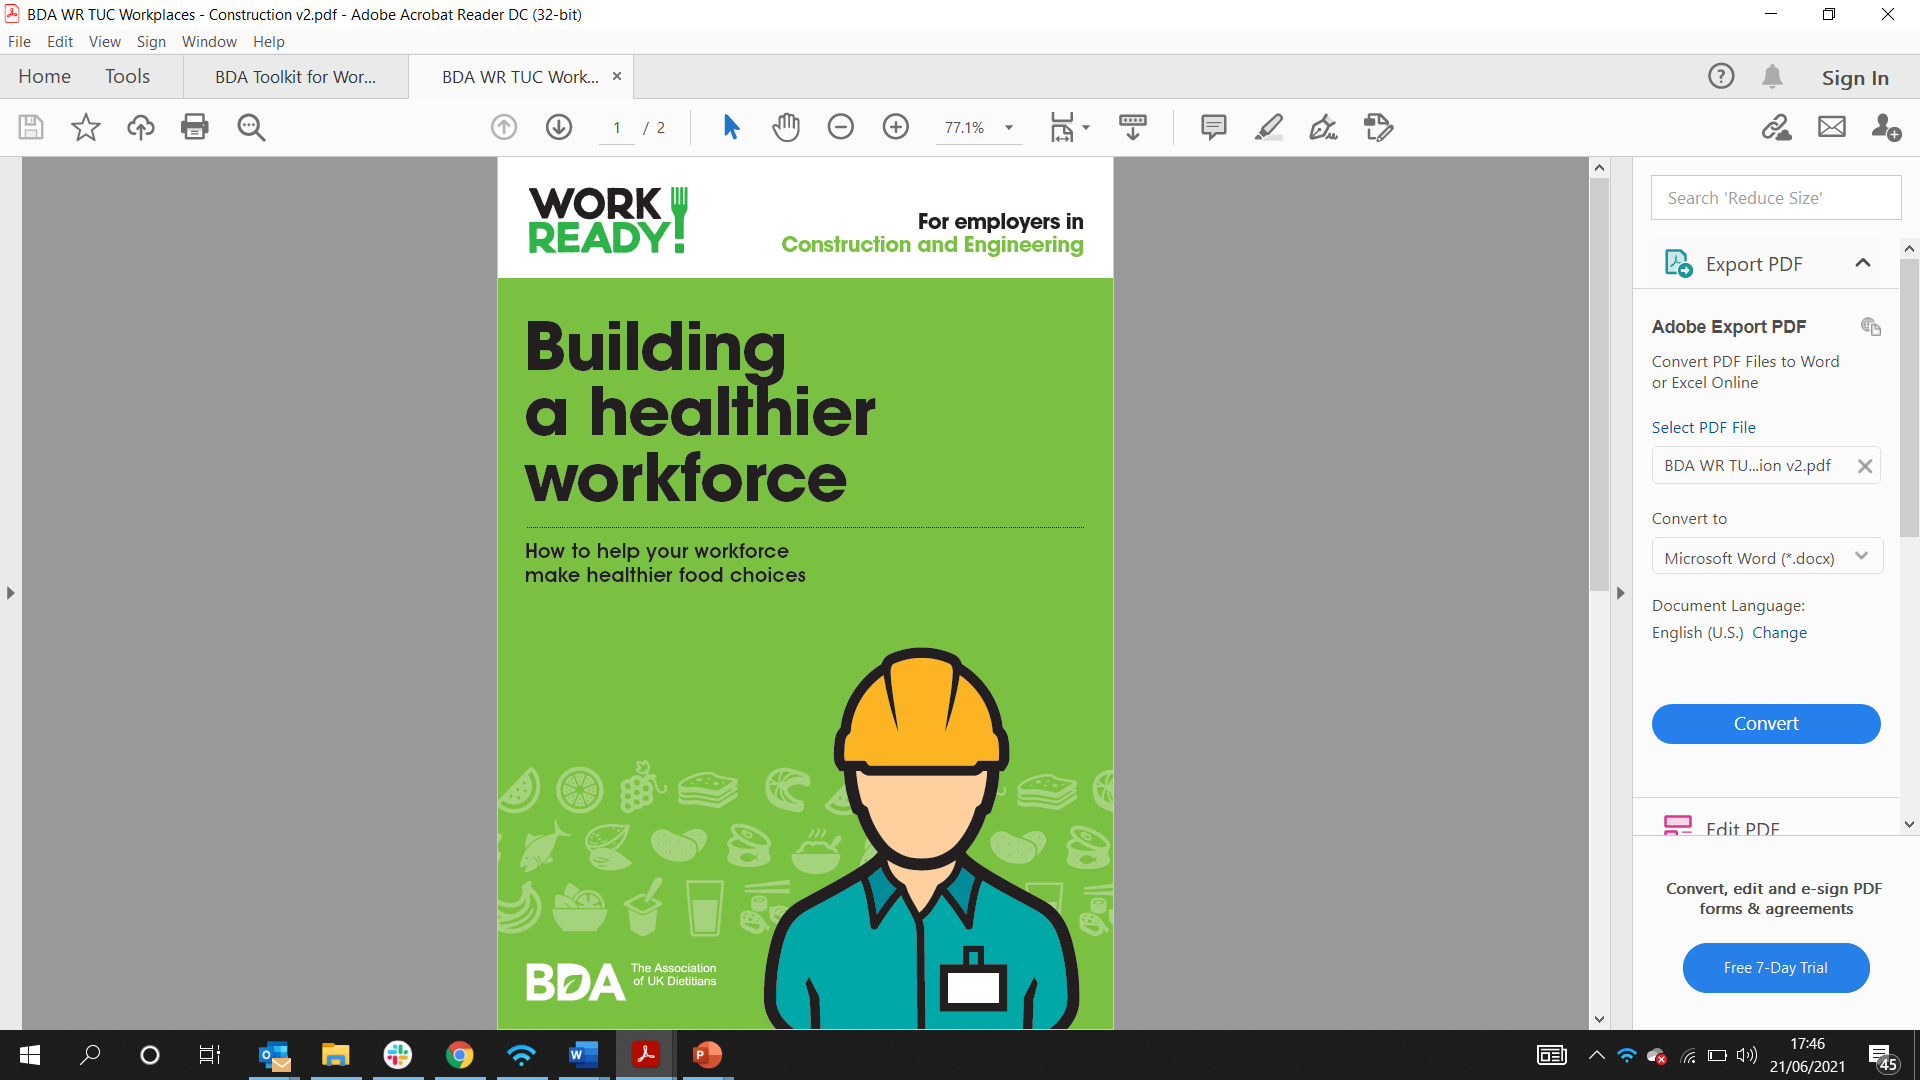 BDA WR TUC Workplaces - Construction v2.pdf - Adobe Acrobat Reader DC (32-bit)
File Edit View Sign Window Help
Home Tools BDA Toolkit for Wor... BDA WR TUC Work... × Sign In
1 / 2 77.1%
WORK
READY!
For employers in
Construction and Engineering
Building
a healthier
workforce
How to help your workforce
make healthier food choices
BDA The Association
of UK Dietitians
Search 'Reduce Size'
Export PDF
Adobe Export PDF
Convert PDF Files to Word
or Excel Online
Select PDF File
BDA WR TU...ion v2.pdf
Convert to
Microsoft Word (*.docx)
Document Language:
English (U.S.) Change
Convert
Edit PDF
Convert, edit and e-sign PDF
forms & agreements
Free 7-Day Trial
17:46
21/06/2021
45